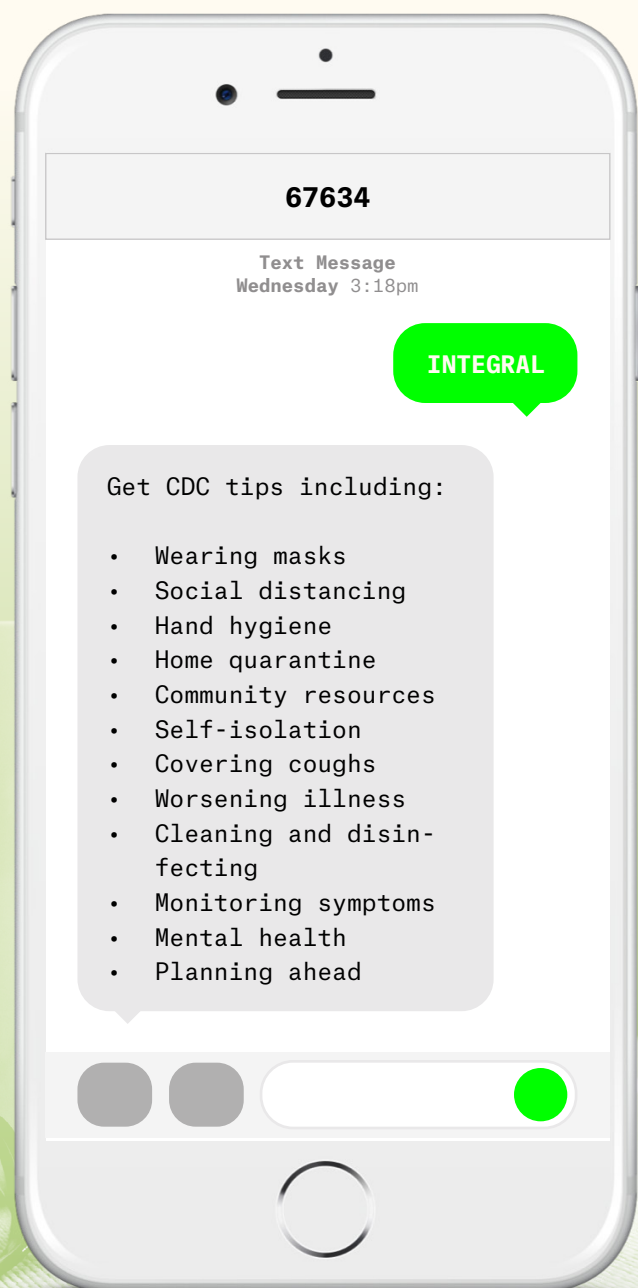 67634
Text Message
Wednesday 3:18pm
INTEGRAL
Get CDC tips including:
• Wearing masks
• Social distancing
• Hand hygiene
• Home quarantine
• Community resources
• Self-isolation
• Covering coughs
• Worsening illness
• Cleaning and disin-
fecting
• Monitoring symptoms
• Mental health
• Planning ahead